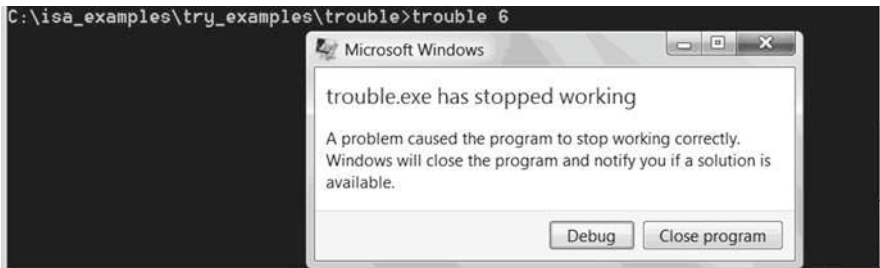 C:\isa_examples\try_examples\trouble>trouble 6
Microsoft Windows
trouble.exe has stopped working
A problem caused the program to stop working correctly.
Windows will close the program and notify you if a solution is
available.
Debug
Close program